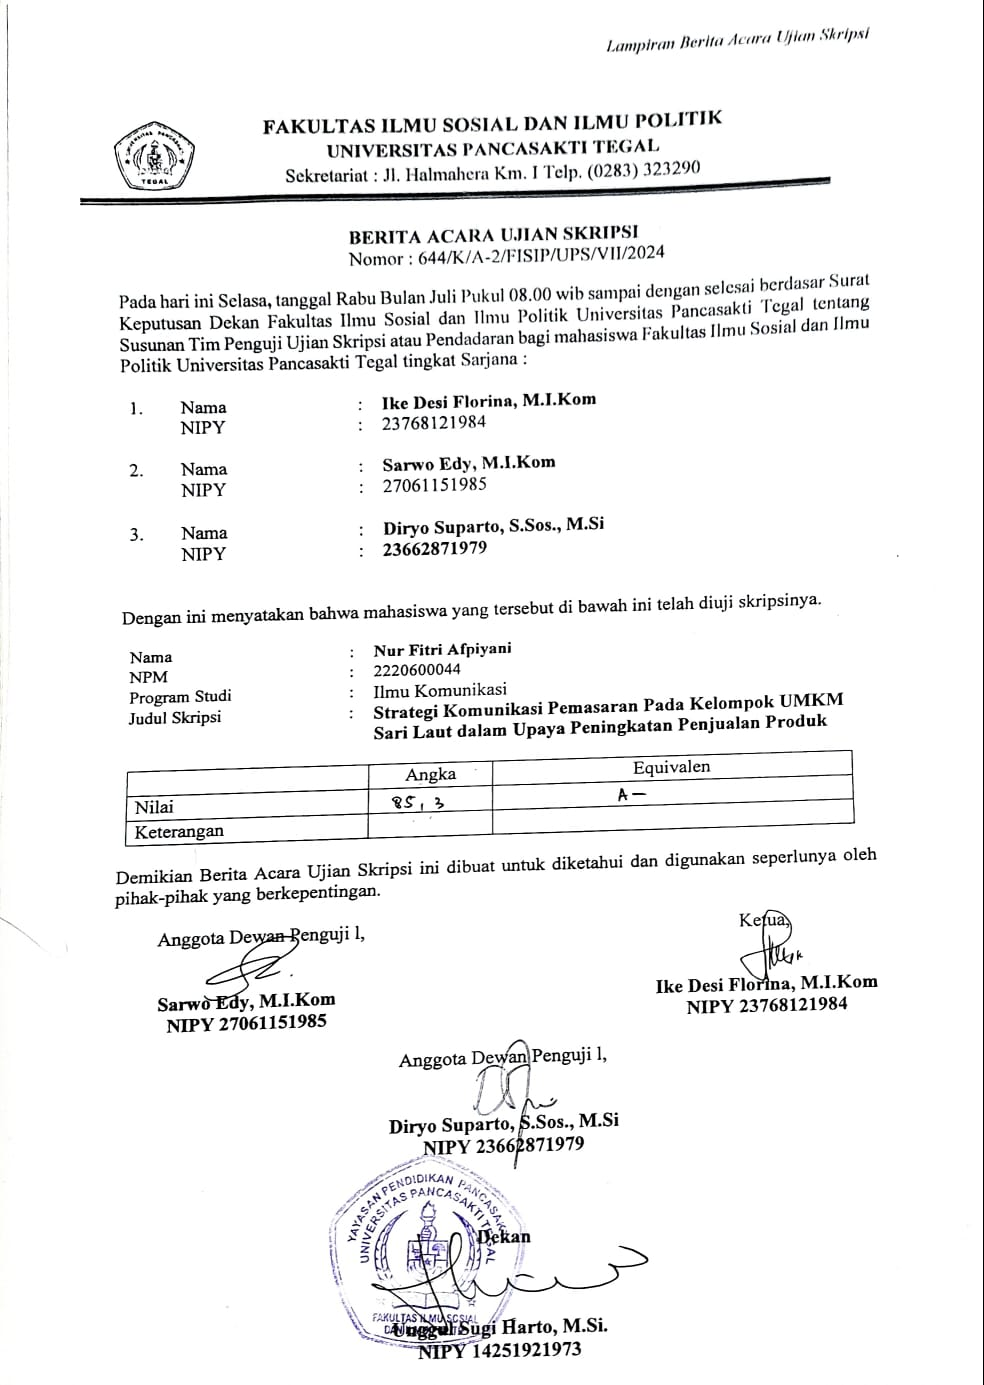 Lampiran Berita Acara Ujian Skripsi
FAKULTAS ILMU SOSIAL DAN ILMU POLITIK
UNIVERSITAS PANCASAKTI TEGAL
Sekretariat : Jl. Halmahera Km. I Telp. (0283) 323290
TEGAL
BERITA ACARA UJIAN SKRIPSI
Nomor : 644/K/A-2/FISIP/UPS/VII/2024
Pada hari ini Selasa, tanggal Rabu Bulan Juli Pukul 08.00 wib sampai dengan selesai berdasar Surat
Keputusan Dekan Fakultas Ilmu Sosial dan Ilmu Politik Universitas Pancasakti Tegal tentang
Susunan Tim Penguji Ujian Skripsi atau Pendadaran bagi mahasiswa Fakultas Ilmu Sosial dan Ilmu
Politik Universitas Pancasakti Tegal tingkat Sarjana :
1. Nama : Ike Desi Florina, M.I.Kom
NIPY : 23768121984
2. Nama : Sarwo Edy, M.I.Kom
NIPY : 27061151985
3. Nama : Diryo Suparto, S.Sos., M.Si
NIPY : 23662871979
Dengan ini menyatakan bahwa mahasiswa yang tersebut di bawah ini telah diuji skripsinya.
Nama : Nur Fitri Afpiyani
NPM : 2220600044
Program Studi : Ilmu Komunikasi
Judul Skripsi : Strategi Komunikasi Pemasaran Pada Kelompok UMKM
Sari Laut dalam Upaya Peningkatan Penjualan Produk
Angka Equivalen
Nilai 85,3 A-
Keterangan
Demikian Berita Acara Ujian Skripsi ini dibuat untuk diketahui dan digunakan seperlunya oleh
pihak-pihak yang berkepentingan.
Anggota Dewan Penguji 1,
Sarwo Edy, M.I.Kom
NIPY 27061151985
Ketua,
Ike Desi Florina, M.I.Kom
NIPY 23768121984
Anggota Dewan Penguji 1,
Diryo Suparto, S.Sos., M.Si
NIPY 23662871979
YAYASAN PENDIDIKAN PANCASAKTI
UNIVERSITAS PANCASAKTI TEGAL
Dekan
FAKULTAS ILMU SOSIAL
Unggul Sugi Harto, M.Si.
NIPY 14251921973